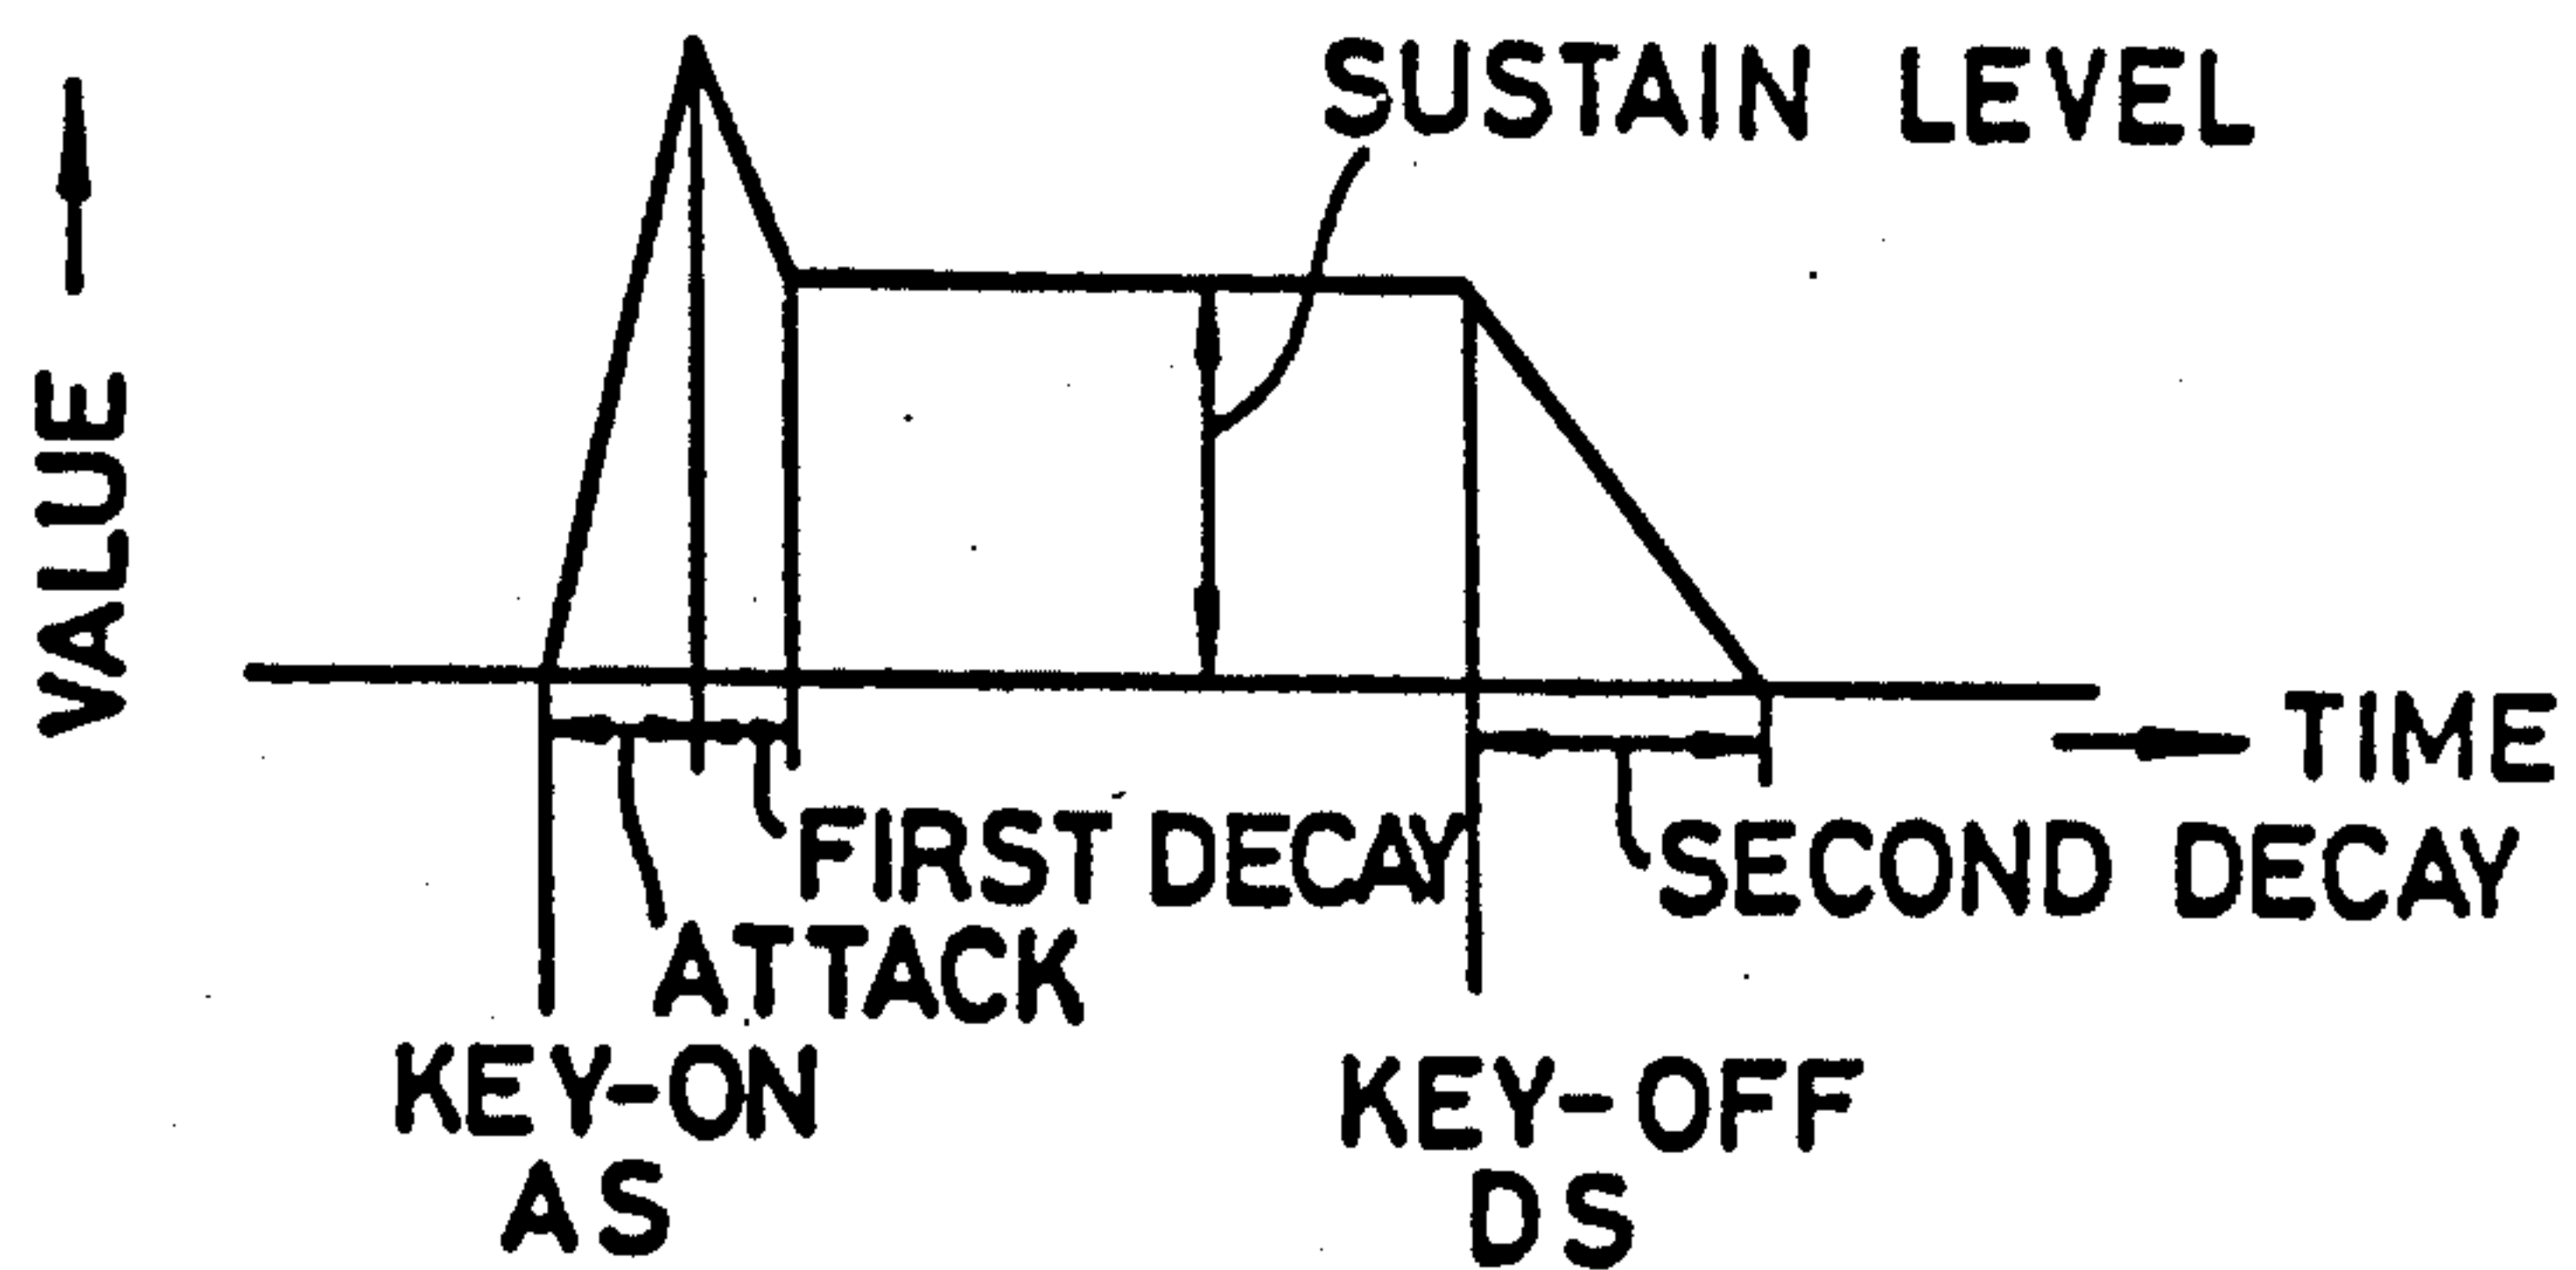 SUSTAIN LEVEL
VALUE
TIME
FIRST DECAY
SECOND DECAY
ATTACK
KEY-ON
AS
KEY-OFF
DS